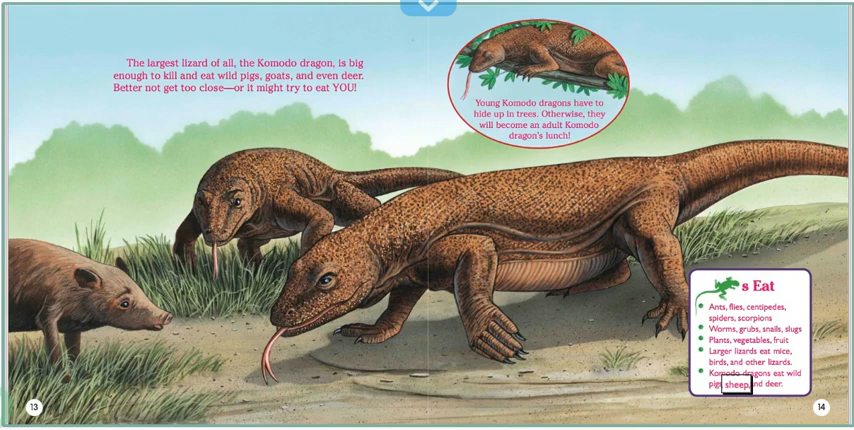 The largest lizard of all, the Komodo dragon, is big
enough to kill and eat wild pigs, goats, and even deer.
Better not get too close—or it might try to eat YOU!
Young Komodo dragons have to
hide up in trees. Otherwise, they
will become an adult Komodo
dragon's lunch!
s Eat
Ants, flies, centipedes,
spiders, scorpions
Worms, grubs, snails, slugs
Plants, vegetables, fruit
Larger lizards eat mice,
birds, and other lizards.
Komodo dragons eat wild
pigs sheep, and deer.
13
14